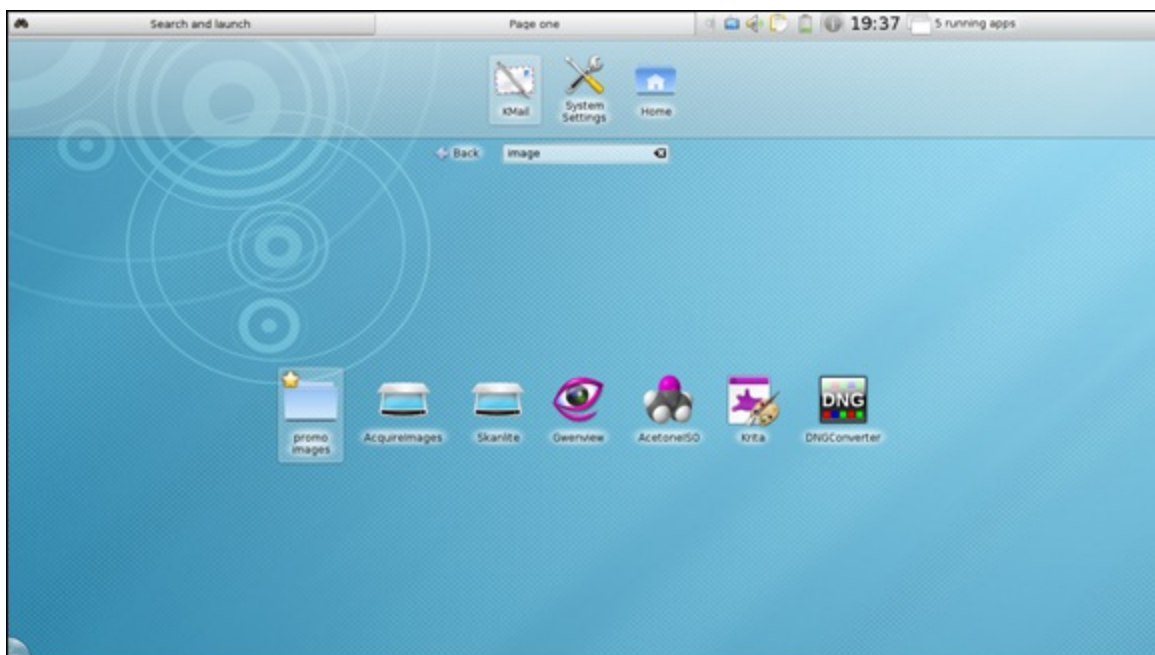 Search and launch
Page one
19:37
5 running apps
KMail
System
Settings
Home
Back
image
promo
images
AcquireImages
Skanlite
Gwenview
AcetoneISO
Krita
DNG
DNGConverter